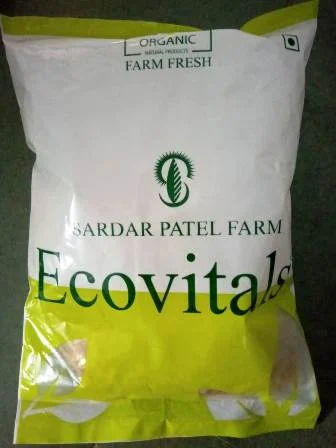 ORGANIC
NATURAL PRODUCTS
FARM FRESH
SARDAR PATEL FARM
Ecovitals